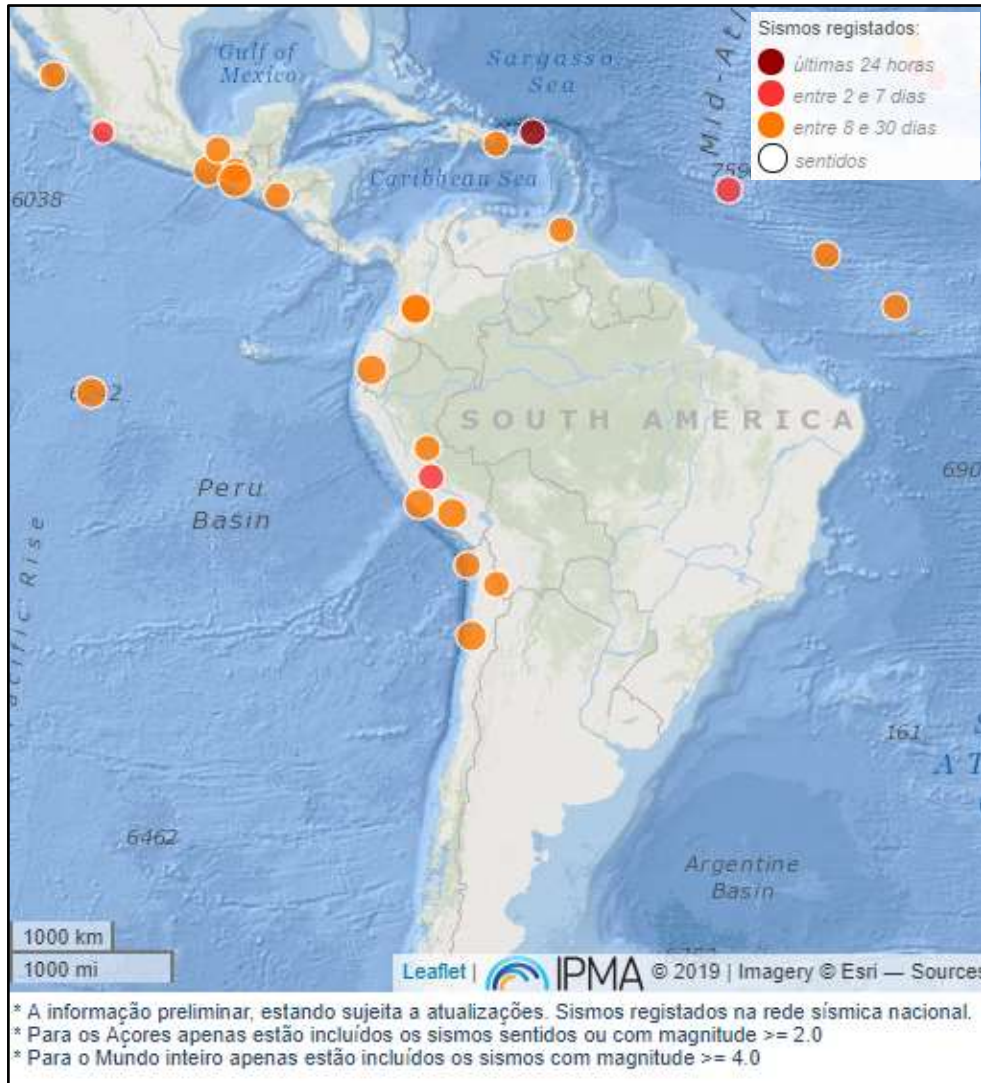 Gulf of
Mexico
Sargasso
Sea
Mid-Atl
Sismos registados:
últimas 24 horas
entre 2 e 7 dias
entre 8 e 30 dias
sentidos
6038
Caribbean Sea
SOUTH AMERICA
Peru
Basin
690
acific Rise
161
A T
6462
Argentine
Basin
1000 km
1000 mi
Leaflet | IPMA © 2019 | Imagery © Esri — Sources
* A informação preliminar, estando sujeita a atualizações. Sismos registados na rede sísmica nacional.
* Para os Açores apenas estão incluídos os sismos sentidos ou com magnitude >= 2.0
* Para o Mundo inteiro apenas estão incluídos os sismos com magnitude >= 4.0